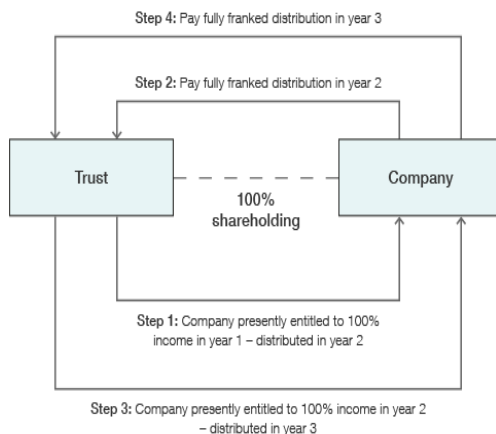 Step 4: Pay fully franked distribution in year 3
Step 2: Pay fully franked distribution in year 2
Trust
Company
100%
shareholding
Step 1: Company presently entitled to 100%
income in year 1 – distributed in year 2
Step 3: Company presently entitled to 100% income in year 2
– distributed in year 3